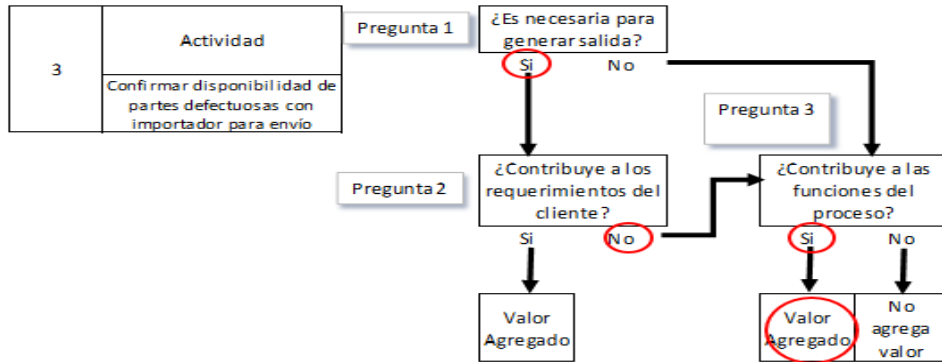 3
Actividad
Confirmar disponibilidad de
partes defectuosas con
importador para envío
Pregunta 1
¿Es necesaria para
generar salida?
Si No
Pregunta 3
Pregunta 2
¿Contribuye a los
requerimientos del
cliente?
Si No
¿Contribuye a las
funciones del
proceso?
Si No
Valor
Agregado
Valor
Agregado
No
agrega
valor